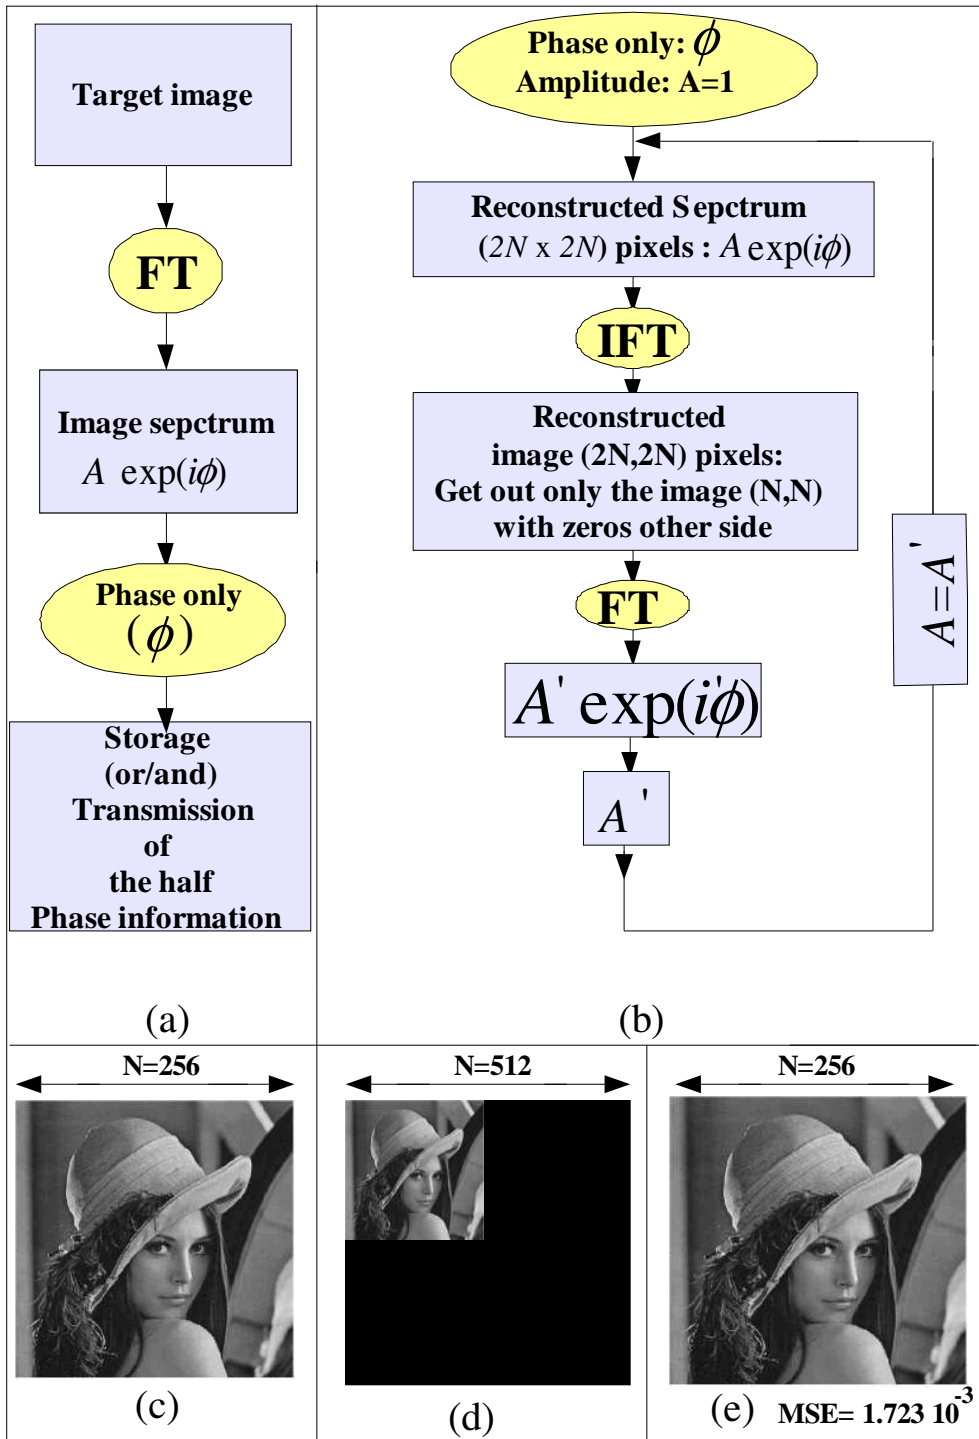 Target image
FT
Image sepctrum
A exp(iϕ)
Phase only
(ϕ)
Storage
(or/and)
Transmission
of
the half
Phase information
(a)
Phase only: ϕ
Amplitude: A=1
Reconstructed Sepctrum
(2N x 2N) pixels : A exp(iϕ)
IFT
Reconstructed
image (2N,2N) pixels:
Get out only the image (N,N)
with zeros other side
FT
A' exp(i'ϕ)
A'
A=A'
(b)
N=256
(c)
N=512
(d)
N=256
(e) MSE= 1.723 10^-3